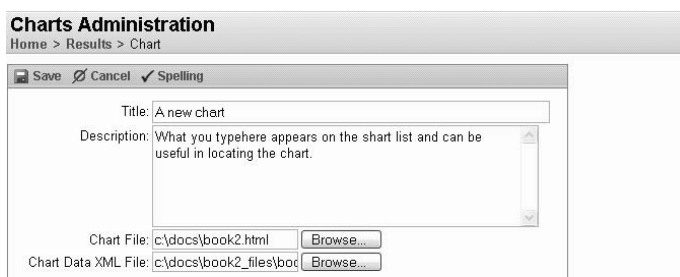 Charts Administration
Home > Results > Chart
Save Cancel Spelling
Title: A new chart
Description: What you typehere appears on the shart list and can be
useful in locating the chart.
Chart File: c:\docs\book2.html Browse...
Chart Data XML File: c:\docs\book2_files\boo Browse...